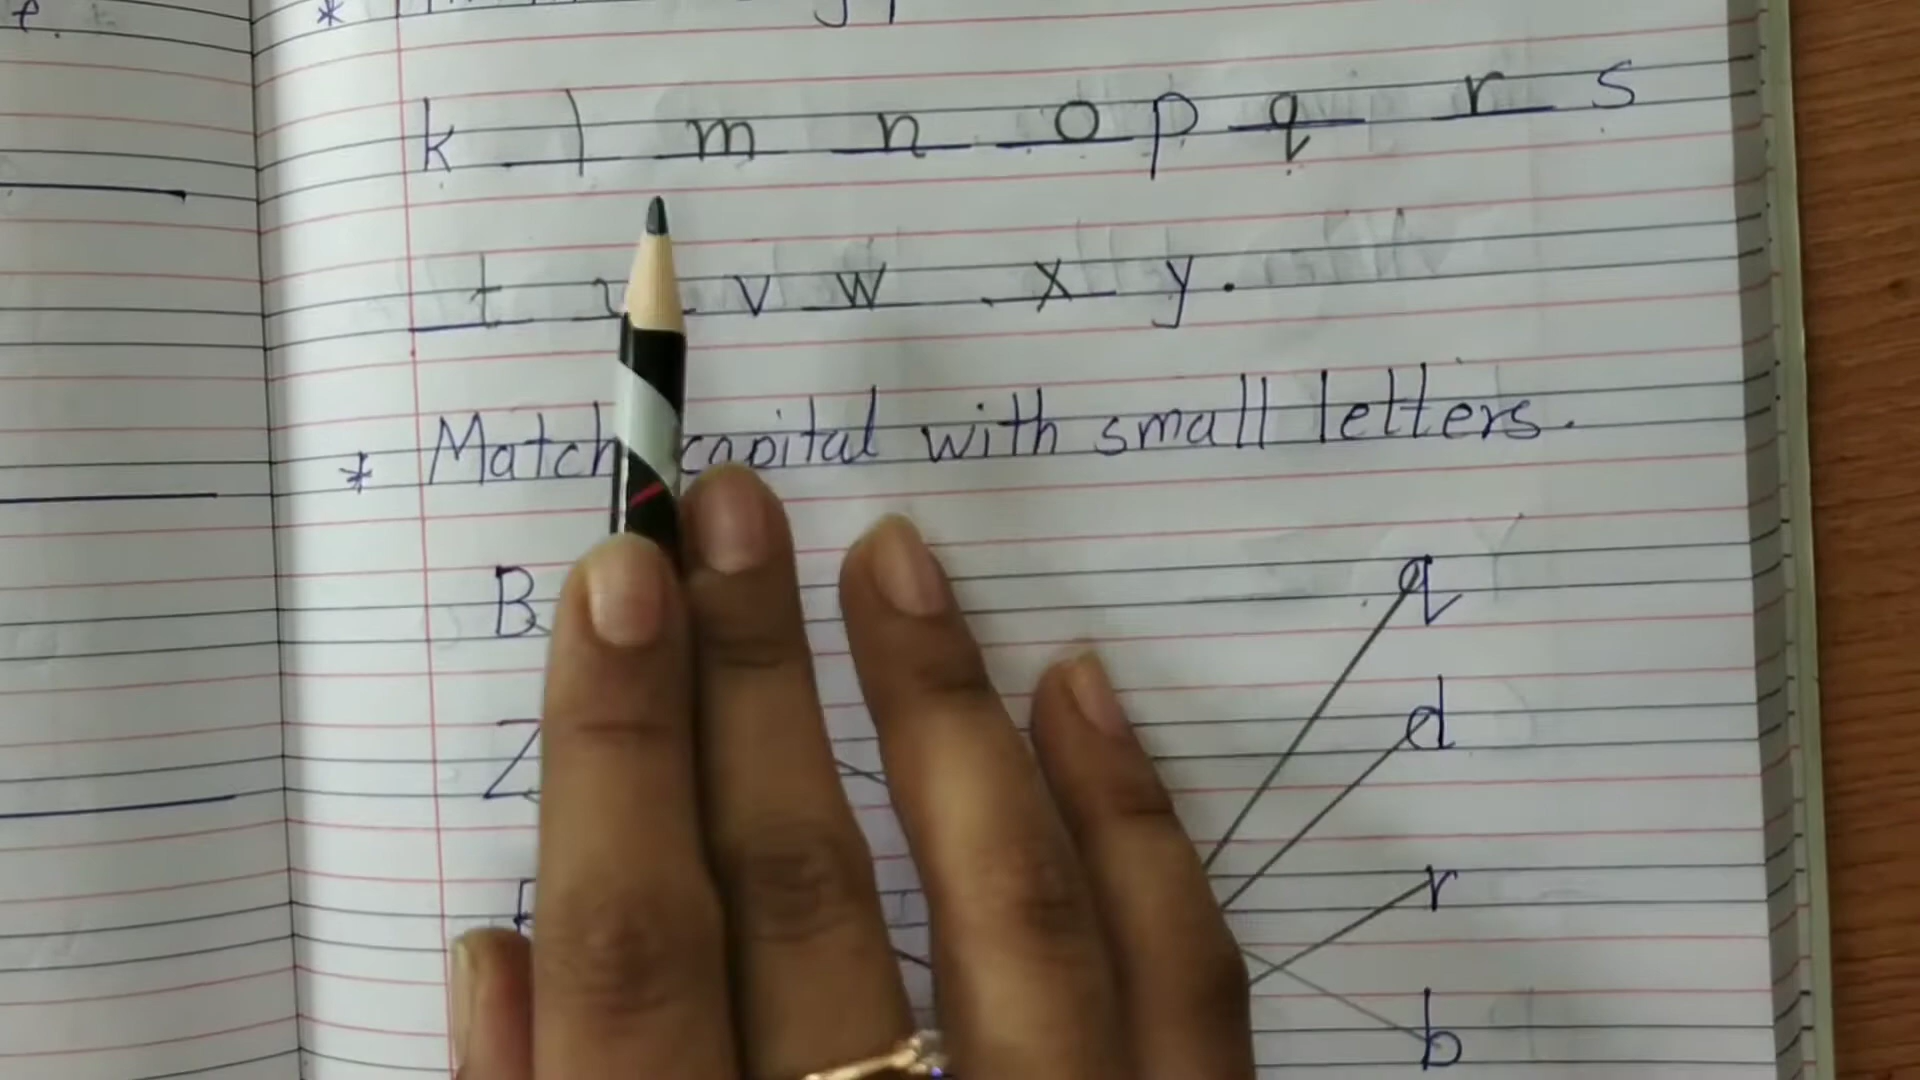 k l m n o p q r s
t u v w x y.
* Match capital with small letters.
B q
Z d
r
b